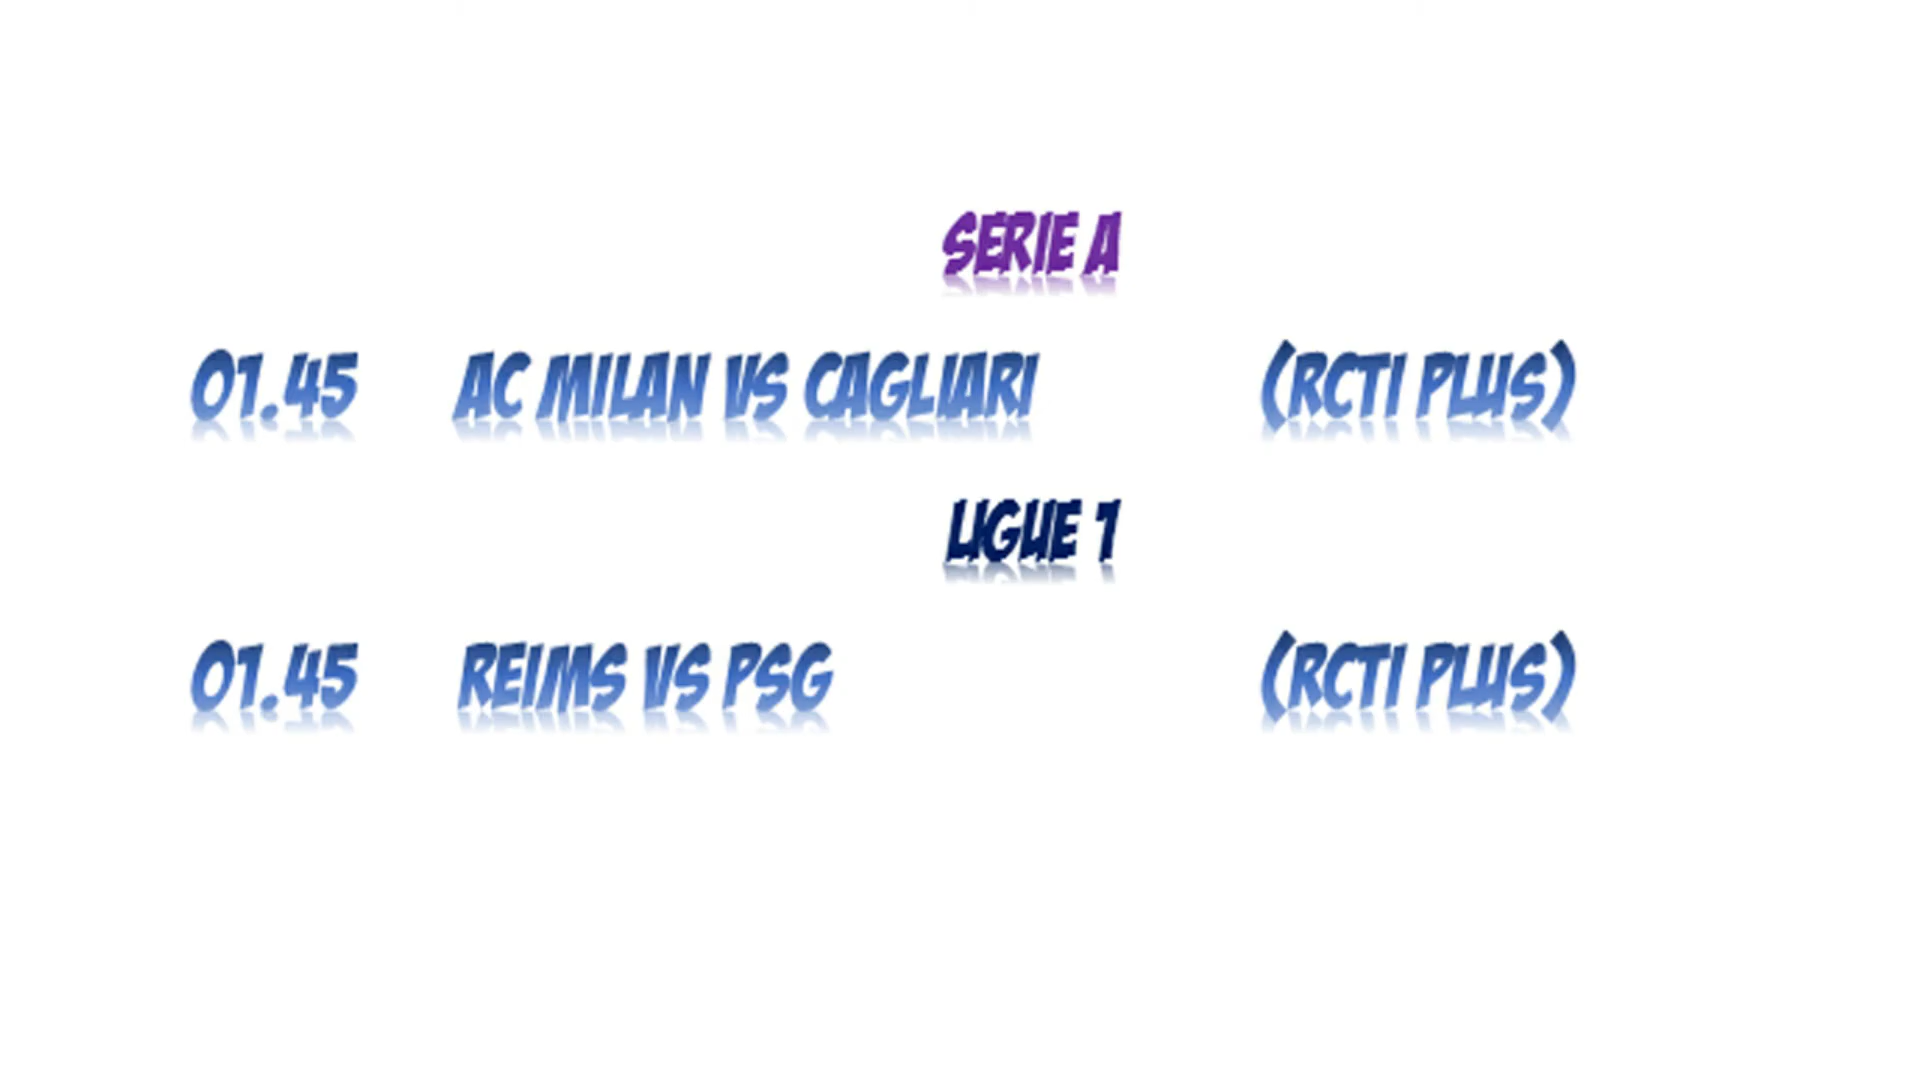 SERIE A
01.45 AC MILAN VS CAGLIARI (RCTI PLUS)
LIGUE 1
01.45 REIMS VS PSG (RCTI PLUS)